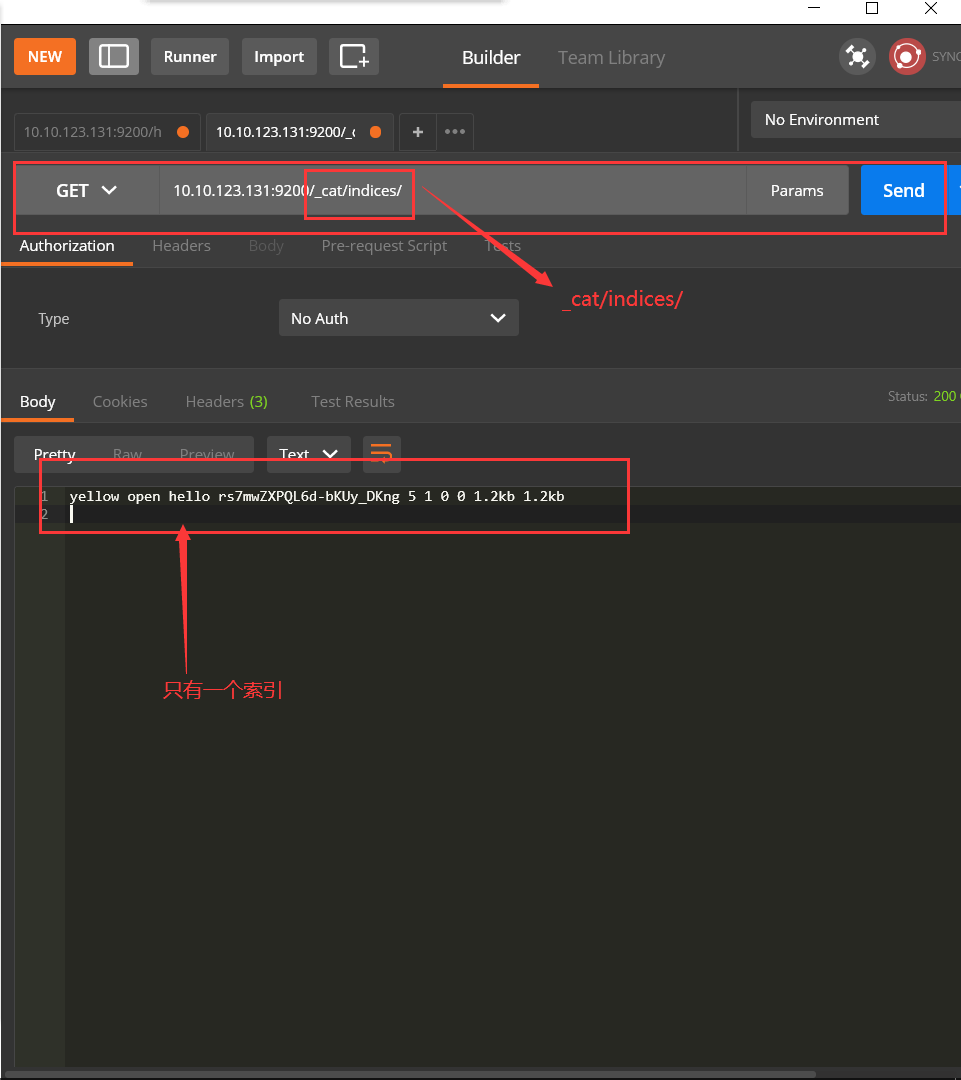 NEW Runner Import Builder Team Library SYNC
10.10.123.131:9200/h 10.10.123.131:9200/_c + ••• No Environment
GET 10.10.123.131:9200/_cat/indices/ Params Send
Authorization Headers Body Pre-request Script Tests
_cat/indices/
Type No Auth
Body Cookies Headers (3) Test Results Status: 200
Pretty Raw Preview Text
1 yellow open hello rs7mwZXPQL6d-bKUy_DKng 5 1 0 0 1.2kb 1.2kb
2
只有一个索引